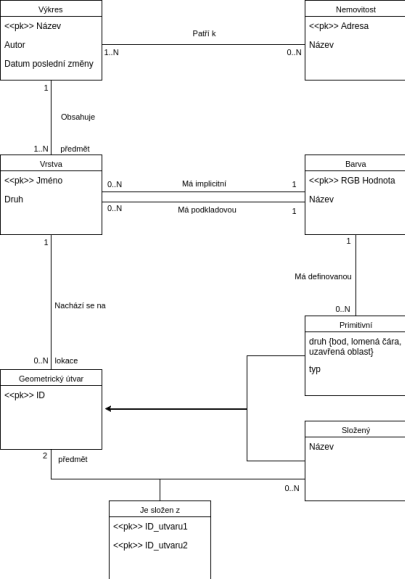 Výkres
<<pk>> Název
Autor
Datum poslední změny
Patří k
1..N
0..N
Nemovitost
<<pk>> Adresa
Název
1
Obsahuje
1..N
předmět
Vrstva
<<pk>> Jméno
Druh
0..N
Má implicitní
1
0..N
Má podkladovou
1
Barva
<<pk>> RGB Hodnota
Název
1
Nachází se na
0..N
lokace
1
Má definovanou
0..N
Primitivní
druh {bod, lomená čára,
uzavřená oblast}
typ
Geometrický útvar
<<pk>> ID
Složený
Název
2
předmět
0..N
Je složen z
<<pk>> ID_utvaru1
<<pk>> ID_utvaru2